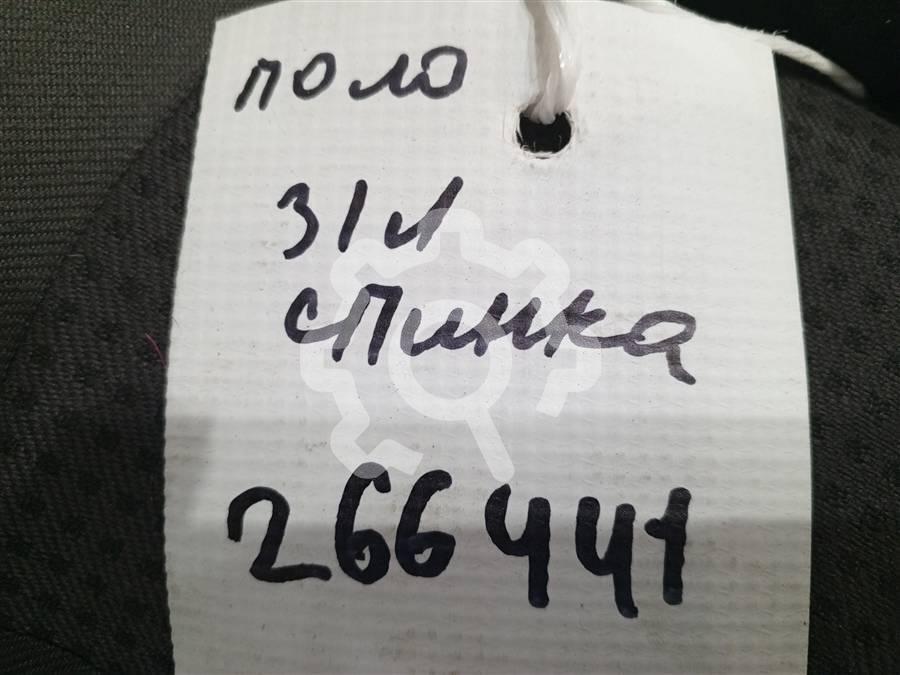 поло
з/л
спинка
266441